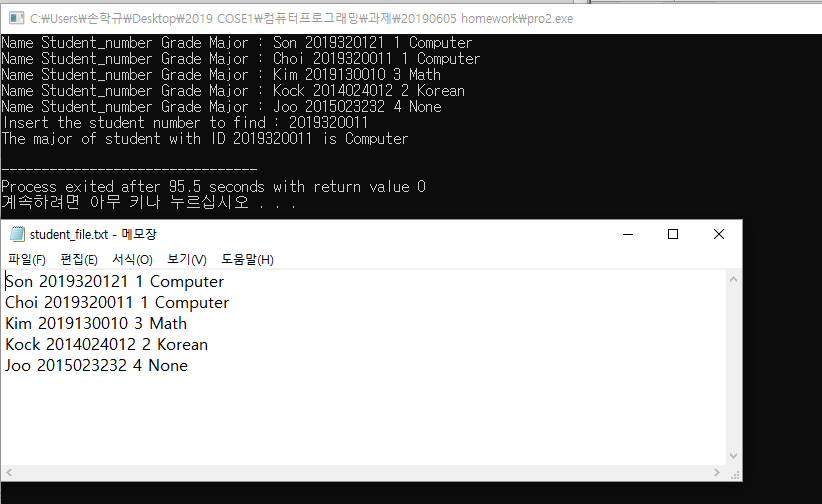 C:₩Users₩손학규₩Desktop₩2019 COSE1₩컴퓨터프로그래밍₩과제₩20190605 homework₩pro2.exe
Name Student_number Grade Major : Son 2019320121 1 Computer
Name Student_number Grade Major : Choi 2019320011 1 Computer
Name Student_number Grade Major : Kim 2019130010 3 Math
Name Student_number Grade Major : Kock 2014024012 2 Korean
Name Student_number Grade Major : Joo 2015023232 4 None
Insert the student number to find : 2019320011
The major of student with ID 2019320011 is Computer
--------------------------------
Process exited after 95.5 seconds with return value 0
계속하려면 아무 키나 누르십시오 . . .
student_file.txt - 메모장
파일(F) 편집(E) 서식(O) 보기(V) 도움말(H)
Son 2019320121 1 Computer
Choi 2019320011 1 Computer
Kim 2019130010 3 Math
Kock 2014024012 2 Korean
Joo 2015023232 4 None